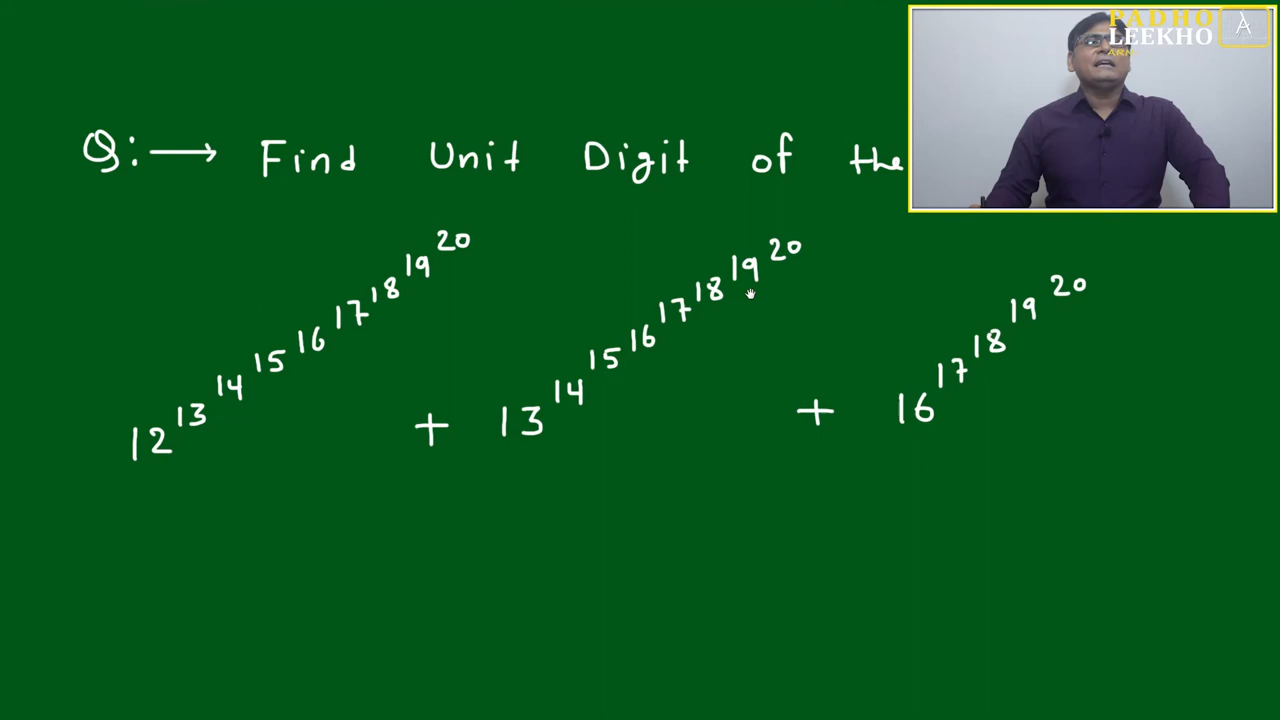 PADHO
LEEKHO
Q:→ Find Unit Digit of the
12^13^14^15^16^17^18^19^20 + 13^14^15^16^17^18^19^20 + 16^17^18^19^20